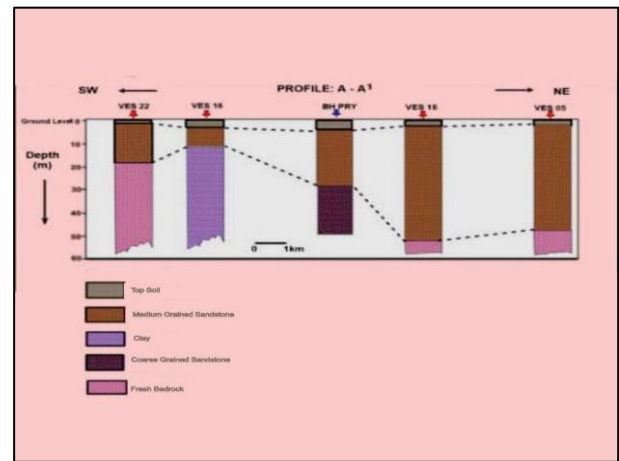 PROFILE: A - A¹
SW NE
VES 22 VES 16 BH PRY VES 18 VES 05
Ground Level 0
Depth
(m)
10
20
30
40
50
60
0 1km
Top Soil
Medium Grained Sandstone
Clay
Coarse Grained Sandstone
Fresh Bedrock